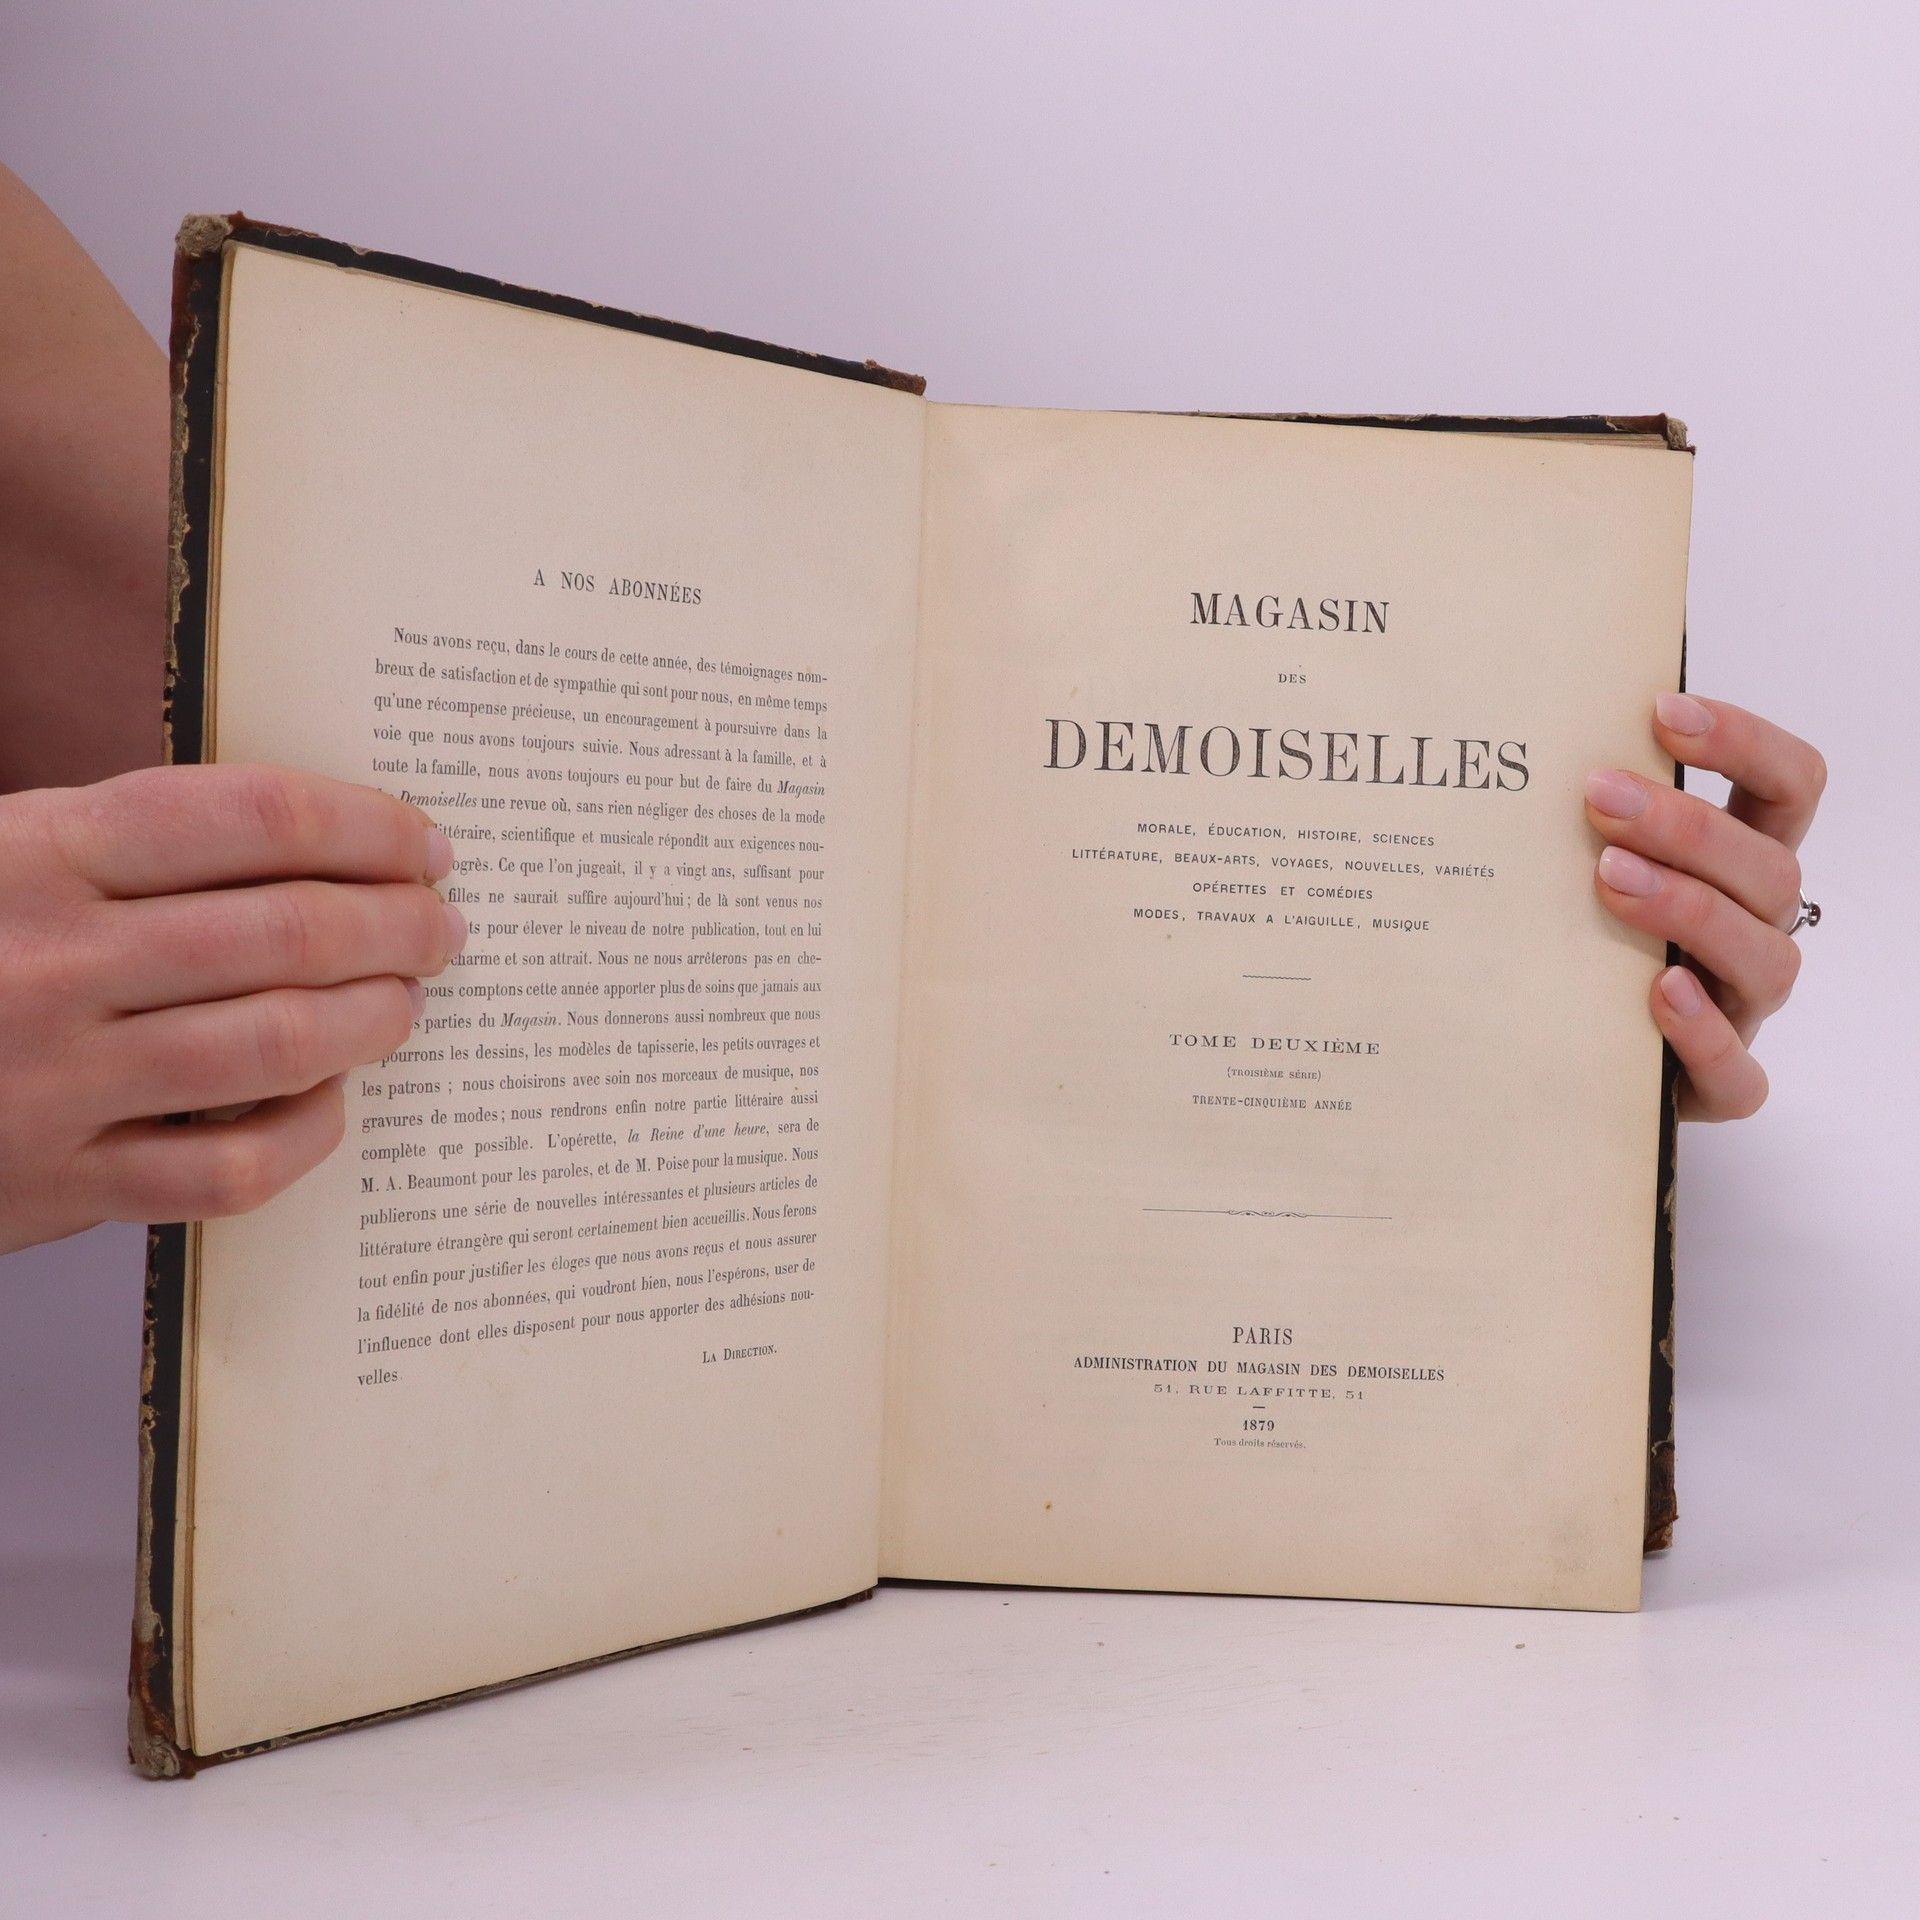 A NOS ABONNÉES
Nous avons reçu, dans le cours de cette année, des témoignages nom-
breux de satisfaction et de sympathie qui sont pour nous, en même temps
qu'une récompense précieuse, un encouragement à poursuivre dans la
voie que nous avons toujours suivie. Nous adressant à la famille, et à
toute la famille, nous avons toujours eu pour but de faire du Magasin
Demoiselles une revue où, sans rien négliger des choses de la mode
littéraire, scientifique et musicale répondît aux exigences nou-
ogrès. Ce que l'on jugeait, il y a vingt ans, suffisant pour
filles ne saurait suffire aujourd'hui; de là sont venus nos
ts pour élever le niveau de notre publication, tout en lui
charme et son attrait. Nous ne nous arrêterons pas en che-
nous comptons cette année apporter plus de soins que jamais aux
s parties du Magasin. Nous donnerons aussi nombreux que nous
pourrons les dessins, les modèles de tapisserie, les petits ouvrages et
les patrons ; nous choisirons avec soin nos morceaux de musique, nos
gravures de modes; nous rendrons enfin notre partie littéraire aussi
complète que possible. L'opérette, la Reine d'une heure, sera de
M. A. Beaumont pour les paroles, et de M. Poise pour la musique. Nous
publierons une série de nouvelles intéressantes et plusieurs articles de
littérature étrangère qui seront certainement bien accueillis. Nous ferons
tout enfin pour justifier les éloges que nous avons reçus et nous assurer
la fidélité de nos abonnées, qui voudront bien, nous l'espérons, user de
l'influence dont elles disposent pour nous apporter des adhésions nou-
velles.
LA DIRECTION.
MAGASIN
DES
DEMOISELLES
MORALE, ÉDUCATION, HISTOIRE, SCIENCES
LITTÉRATURE, BEAUX-ARTS, VOYAGES, NOUVELLES, VARIÉTÉS
OPÉRETTES ET COMÉDIES
MODES, TRAVAUX A L'AIGUILLE, MUSIQUE
TOME DEUXIÈME
(TROISIÈME SÉRIE)
TRENTE-CINQUIÈME ANNÉE
PARIS
ADMINISTRATION DU MAGASIN DES DEMOISELLES
51, RUE LAFFITTE, 51
1879
Tous droits réservés.